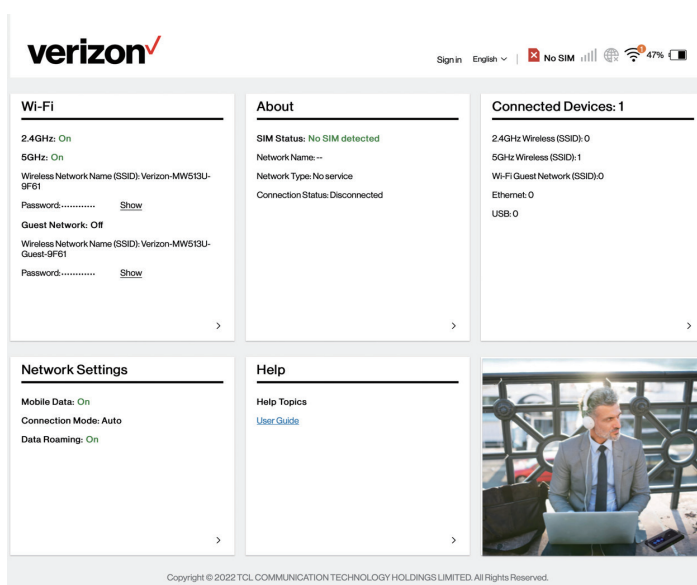 verizon
Sign in English No SIM 1 47%
Wi-Fi
2.4GHz: On
5GHz: On
Wireless Network Name (SSID): Verizon-MW513U-
9F61
Password:............ Show
Guest Network: Off
Wireless Network Name (SSID): Verizon-MW513U-
Guest-9F61
Password:............ Show
About
SIM Status: No SIM detected
Network Name: --
Network Type: No service
Connection Status: Disconnected
Connected Devices: 1
2.4GHz Wireless (SSID): 0
5GHz Wireless (SSID): 1
Wi-Fi Guest Network (SSID):0
Ethernet: 0
USB: 0
Network Settings
Mobile Data: On
Connection Mode: Auto
Data Roaming: On
Help
Help Topics
User Guide
Copyright © 2022 TCL COMMUNICATION TECHNOLOGY HOLDINGS LIMITED. All Rights Reserved.